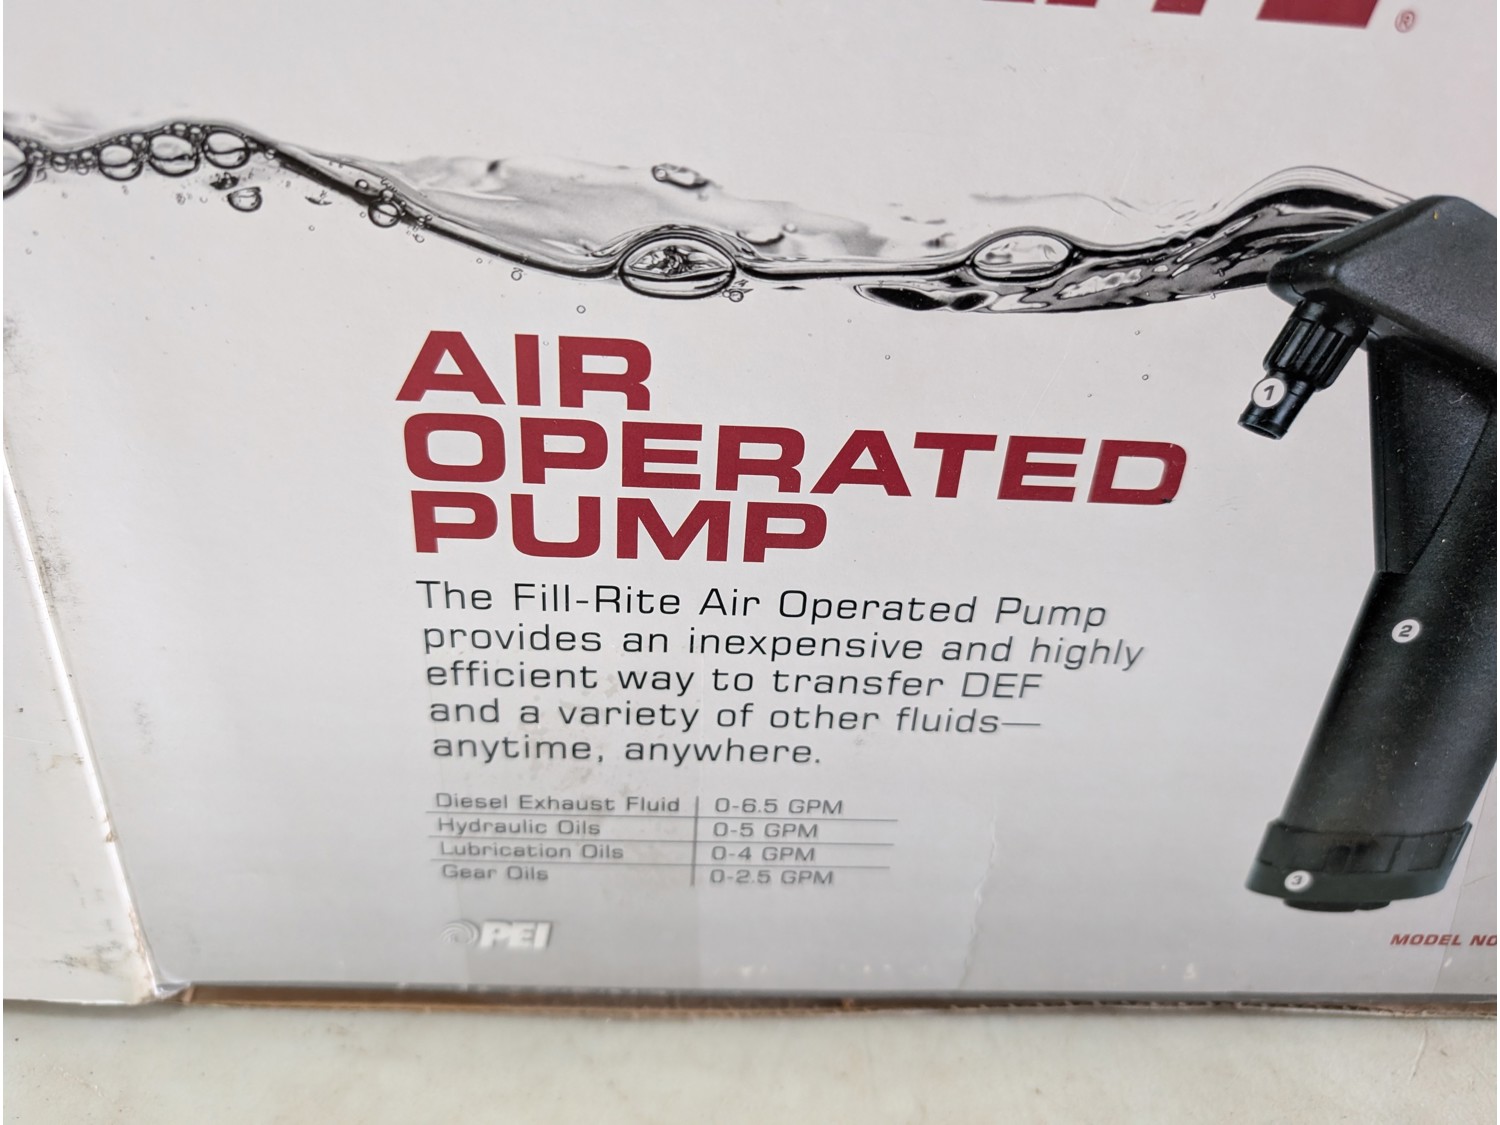 ®
AIR
OPERATED
PUMP
The Fill-Rite Air Operated Pump
provides an inexpensive and highly
efficient way to transfer DEF
and a variety of other fluids—
anytime, anywhere.
Diesel Exhaust Fluid | 0-6.5 GPM
Hydraulic Oils | 0-5 GPM
Lubrication Oils | 0-4 GPM
Gear Oils | 0-2.5 GPM
PEI
1
2
3
MODEL NO